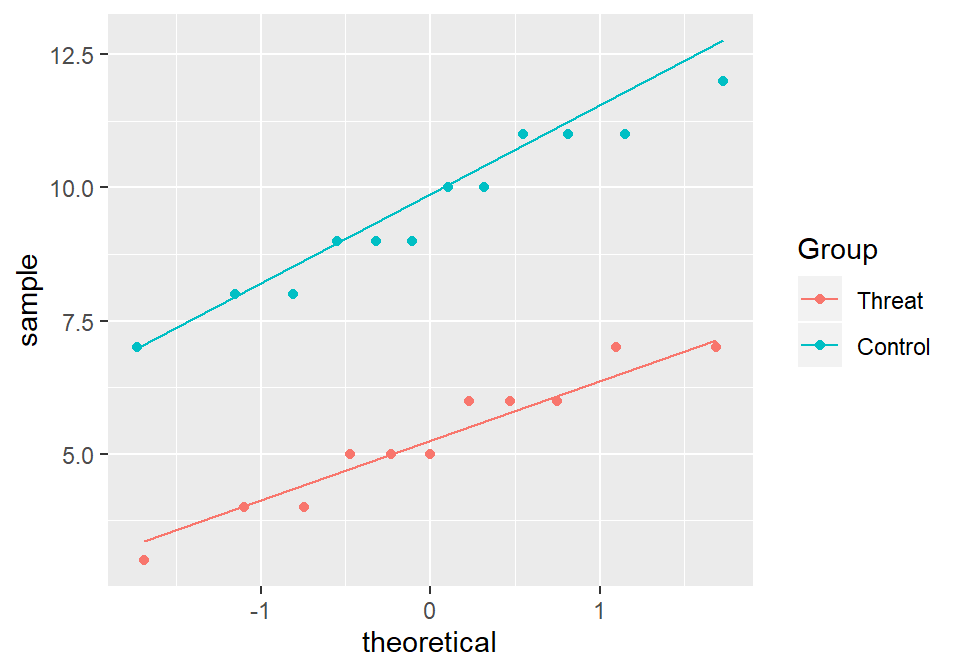 12.5
10.0
7.5
5.0
sample
-1
0
1
theoretical
Group
Threat
Control